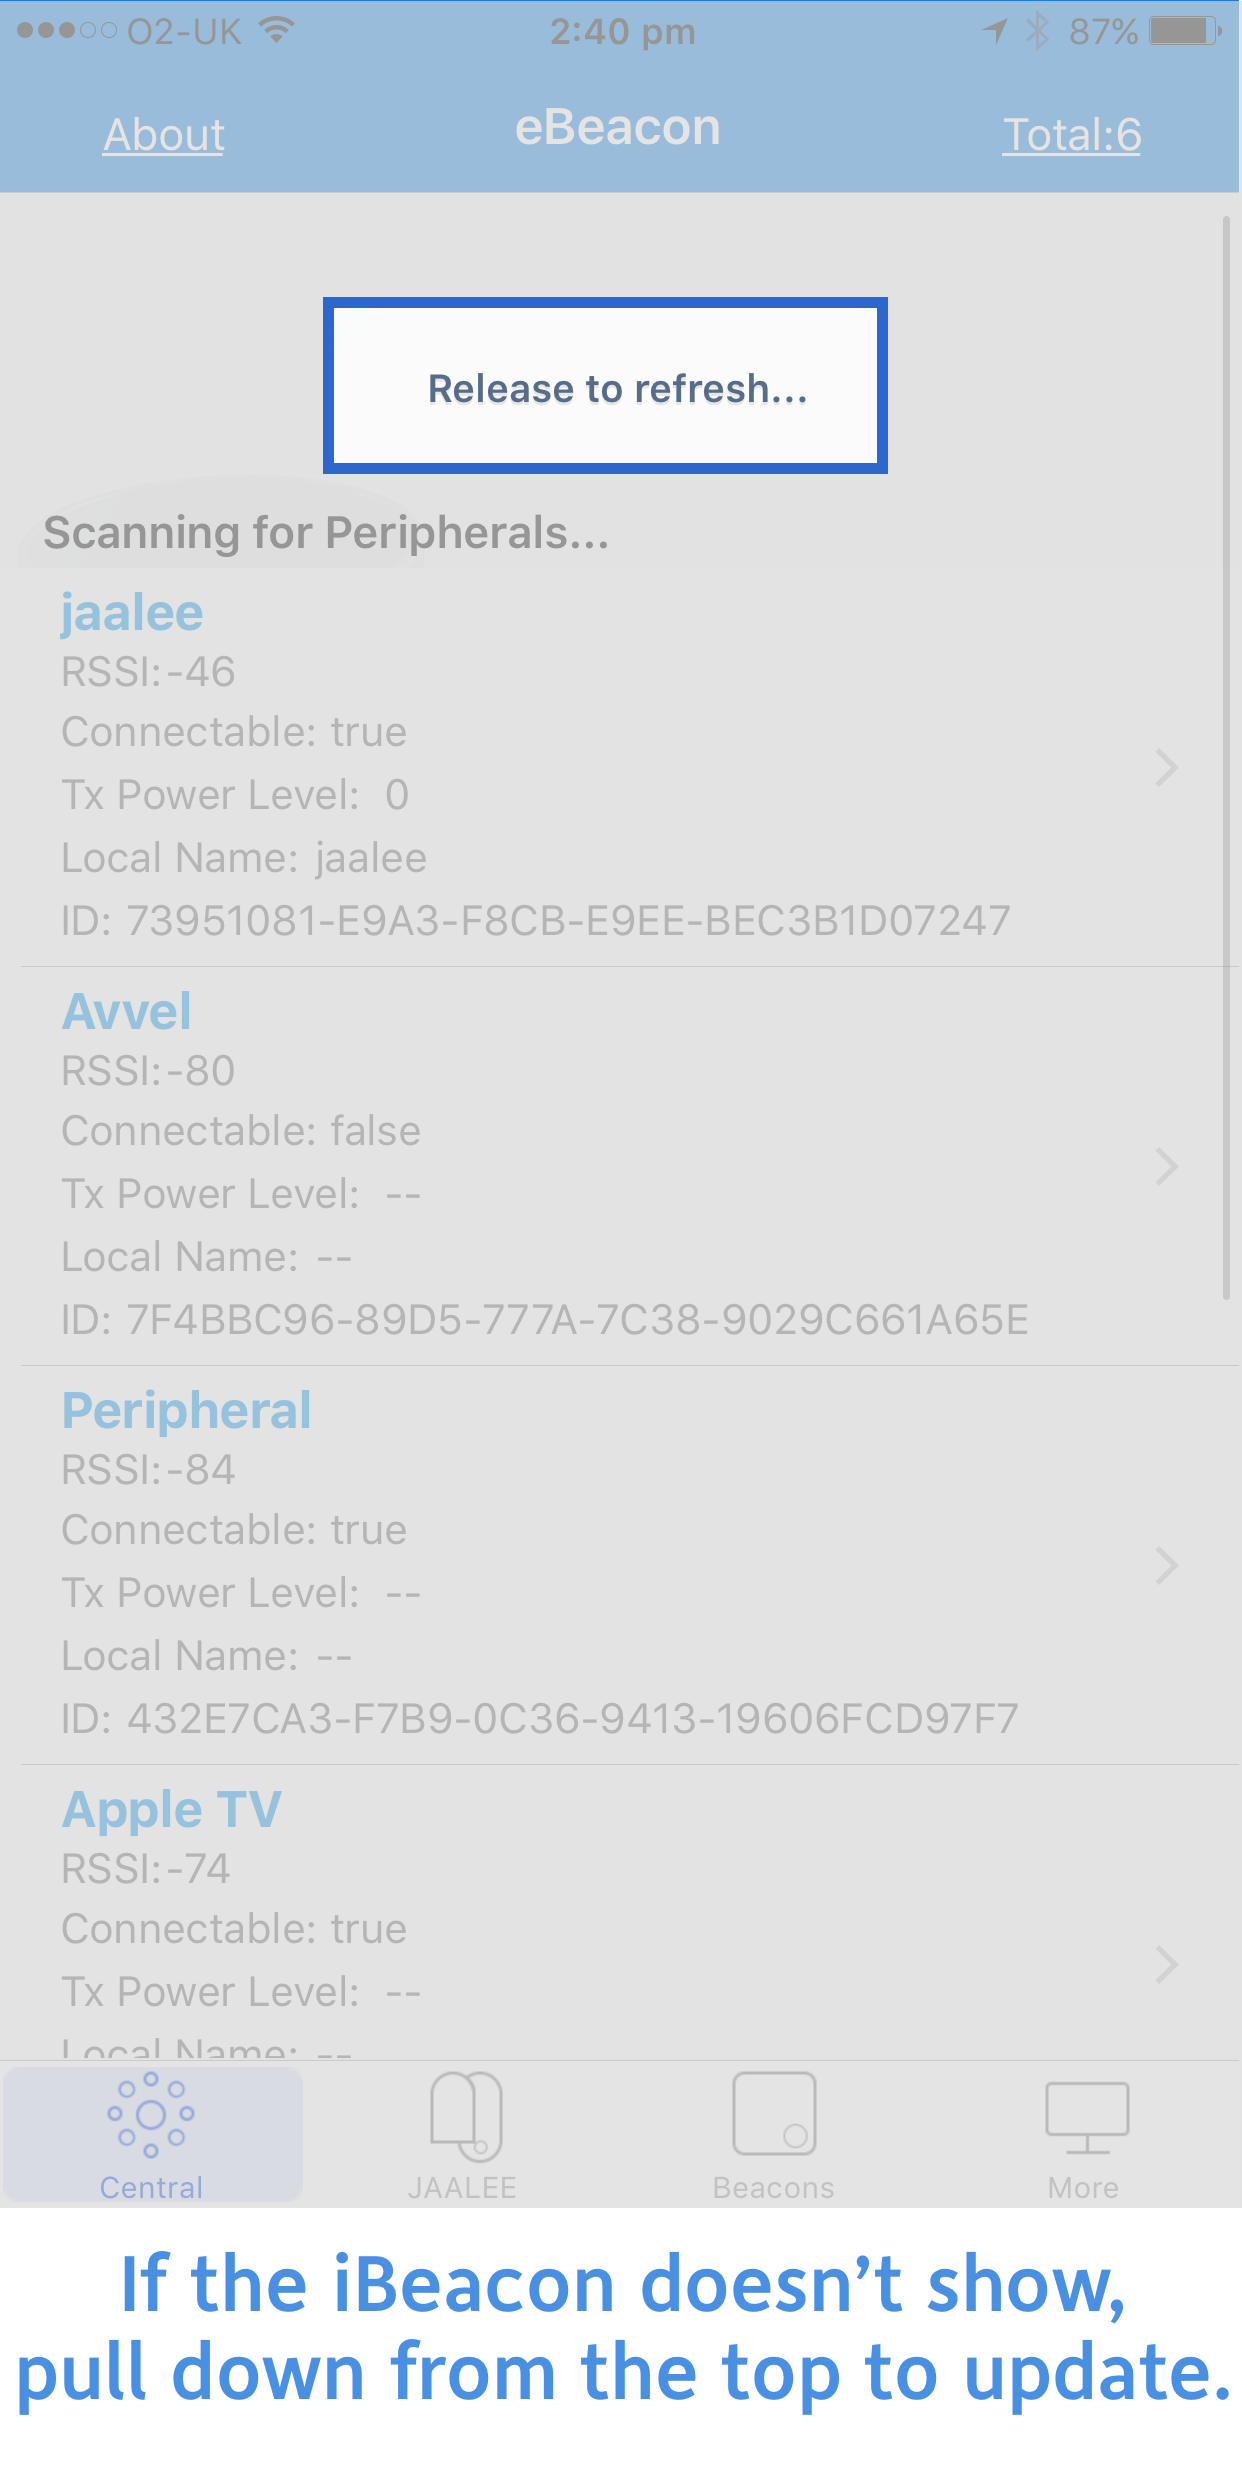 O2-UK 2:40 pm 87%
About eBeacon Total:6
Release to refresh...
Scanning for Peripherals...
jaalee
RSSI:-46
Connectable: true
Tx Power Level: 0
Local Name: jaalee
ID: 73951081-E9A3-F8CB-E9EE-BEC3B1D07247
Avvel
RSSI:-80
Connectable: false
Tx Power Level: --
Local Name: --
ID: 7F4BBC96-89D5-777A-7C38-9029C661A65E
Peripheral
RSSI:-84
Connectable: true
Tx Power Level: --
Local Name: --
ID: 432E7CA3-F7B9-0C36-9413-19606FCD97F7
Apple TV
RSSI:-74
Connectable: true
Tx Power Level: --
Local Name: --
Central JAALEE Beacons More
If the iBeacon doesn’t show,
pull down from the top to update.